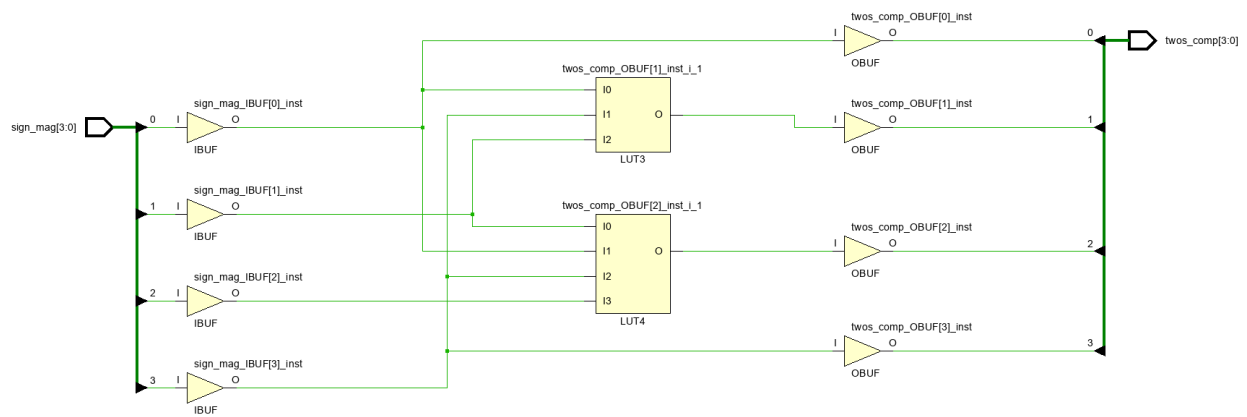 twos_comp_OBUF[0]_inst
I O
OBUF
0
twos_comp[3:0]
twos_comp_OBUF[1]_inst_i_1
I0
I1 O
I2
LUT3
sign_mag_IBUF[0]_inst
sign_mag[3:0]
0 I O
IBUF
twos_comp_OBUF[1]_inst
I O
OBUF
1
sign_mag_IBUF[1]_inst
1 I O
IBUF
twos_comp_OBUF[2]_inst_i_1
I0
I1 O
I2
I3
LUT4
twos_comp_OBUF[2]_inst
I O
OBUF
2
sign_mag_IBUF[2]_inst
2 I O
IBUF
twos_comp_OBUF[3]_inst
I O
OBUF
3
sign_mag_IBUF[3]_inst
3 I O
IBUF